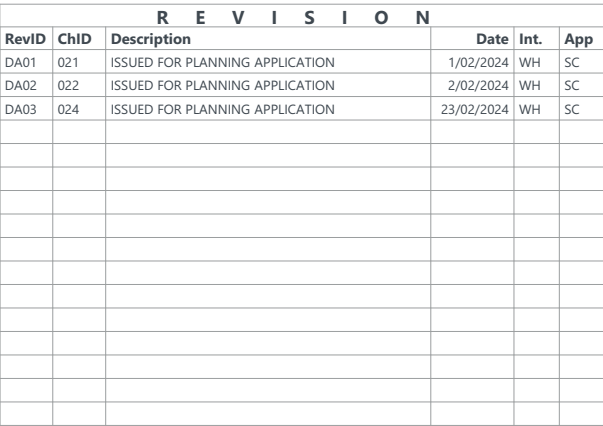 R E V I S I O N
RevID ChID Description Date Int. App
DA01 021 ISSUED FOR PLANNING APPLICATION 1/02/2024 WH SC
DA02 022 ISSUED FOR PLANNING APPLICATION 2/02/2024 WH SC
DA03 024 ISSUED FOR PLANNING APPLICATION 23/02/2024 WH SC